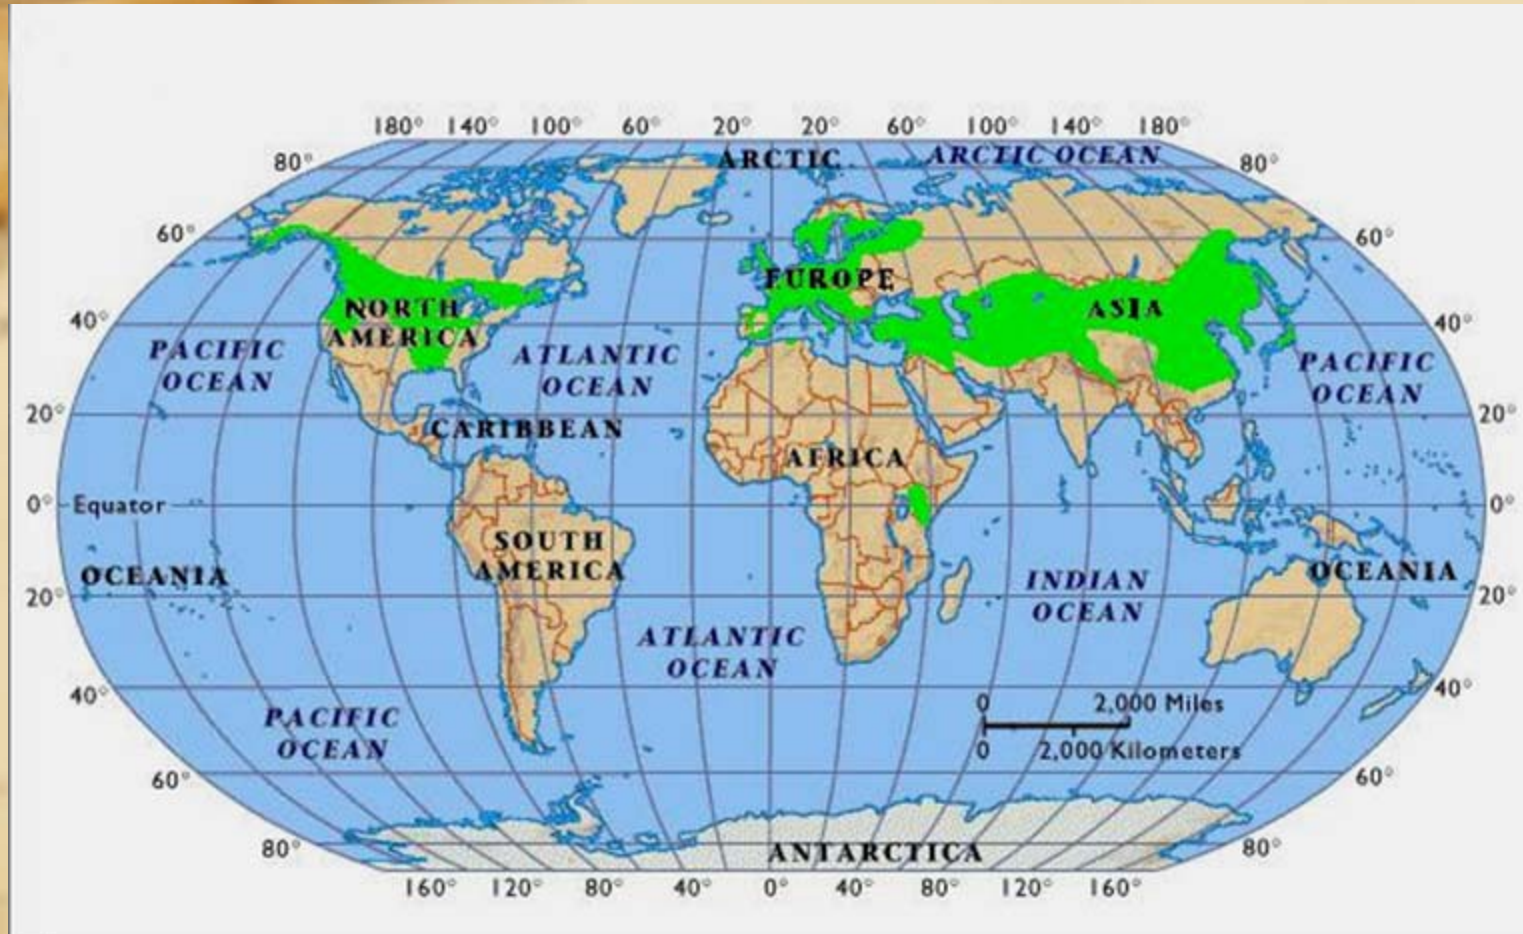 180° 140° 100° 60° 20° 20° 60° 100° 140° 180°
80° ARCTIC ARCTIC OCEAN 80°
60° 60°
EUROPE
NORTH
AMERICA
ASIA
40° 40°
PACIFIC
OCEAN
ATLANTIC
OCEAN
PACIFIC
OCEAN
20° 20°
CARIBBEAN
AFRICA
0° Equator 0°
SOUTH
AMERICA
OCEANIA
INDIAN
OCEAN
OCEANIA
20° 20°
ATLANTIC
OCEAN
40° 40°
PACIFIC
OCEAN
0 2,000 Miles
0 2,000 Kilometers
60° 60°
80° ANTARCTICA 80°
160° 120° 80° 40° 0° 40° 80° 120° 160°